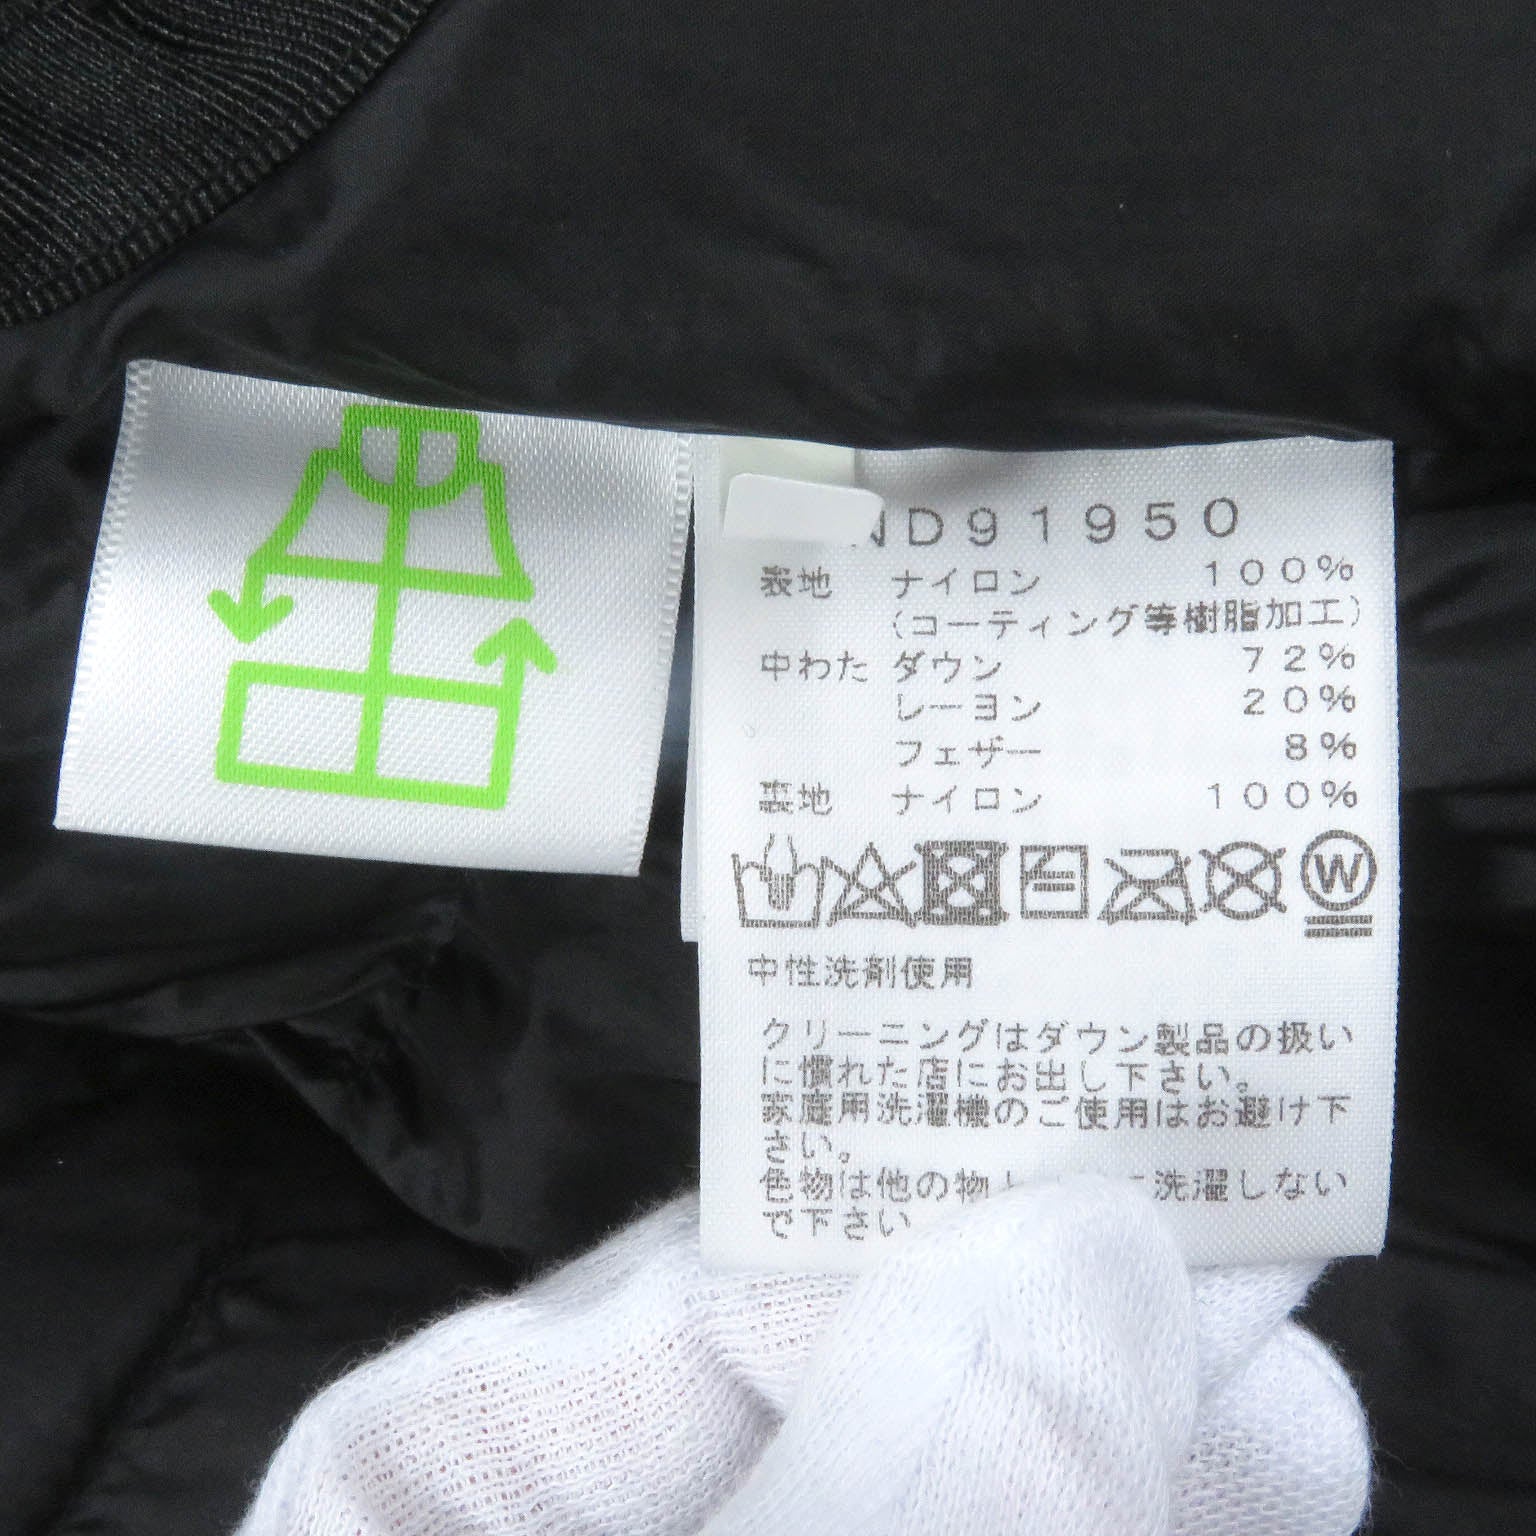 ND91950
表地 ナイロン 100%
(コーティング等樹脂加工)
中わた ダウン 72%
レーヨン 20%
フェザー 8%
裏地 ナイロン 100%
W
中性洗剤使用
クリーニングはダウン製品の扱い
に慣れた店にお出し下さい。
家庭用洗濯機のご使用はお避け下
さい。
色物は他の物と 洗濯しない
で下さい